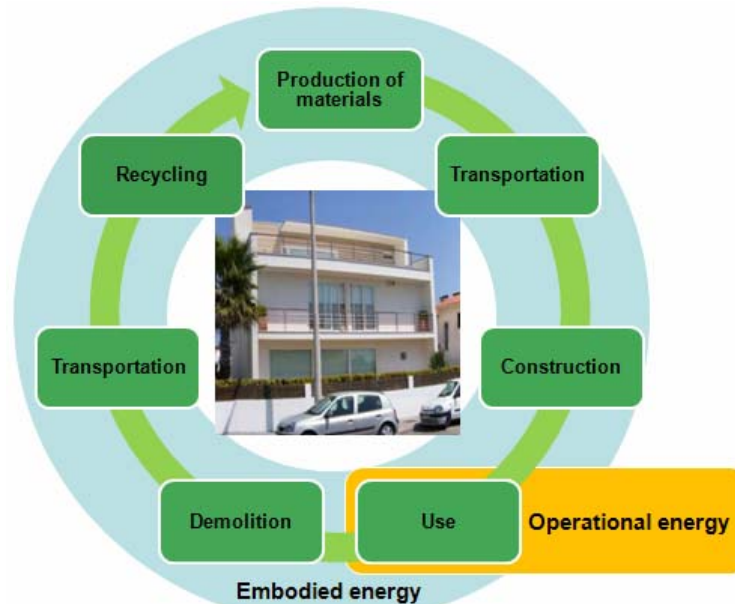 Production of
materials
Transportation
Construction
Use
Operational energy
Embodied energy
Demolition
Transportation
Recycling